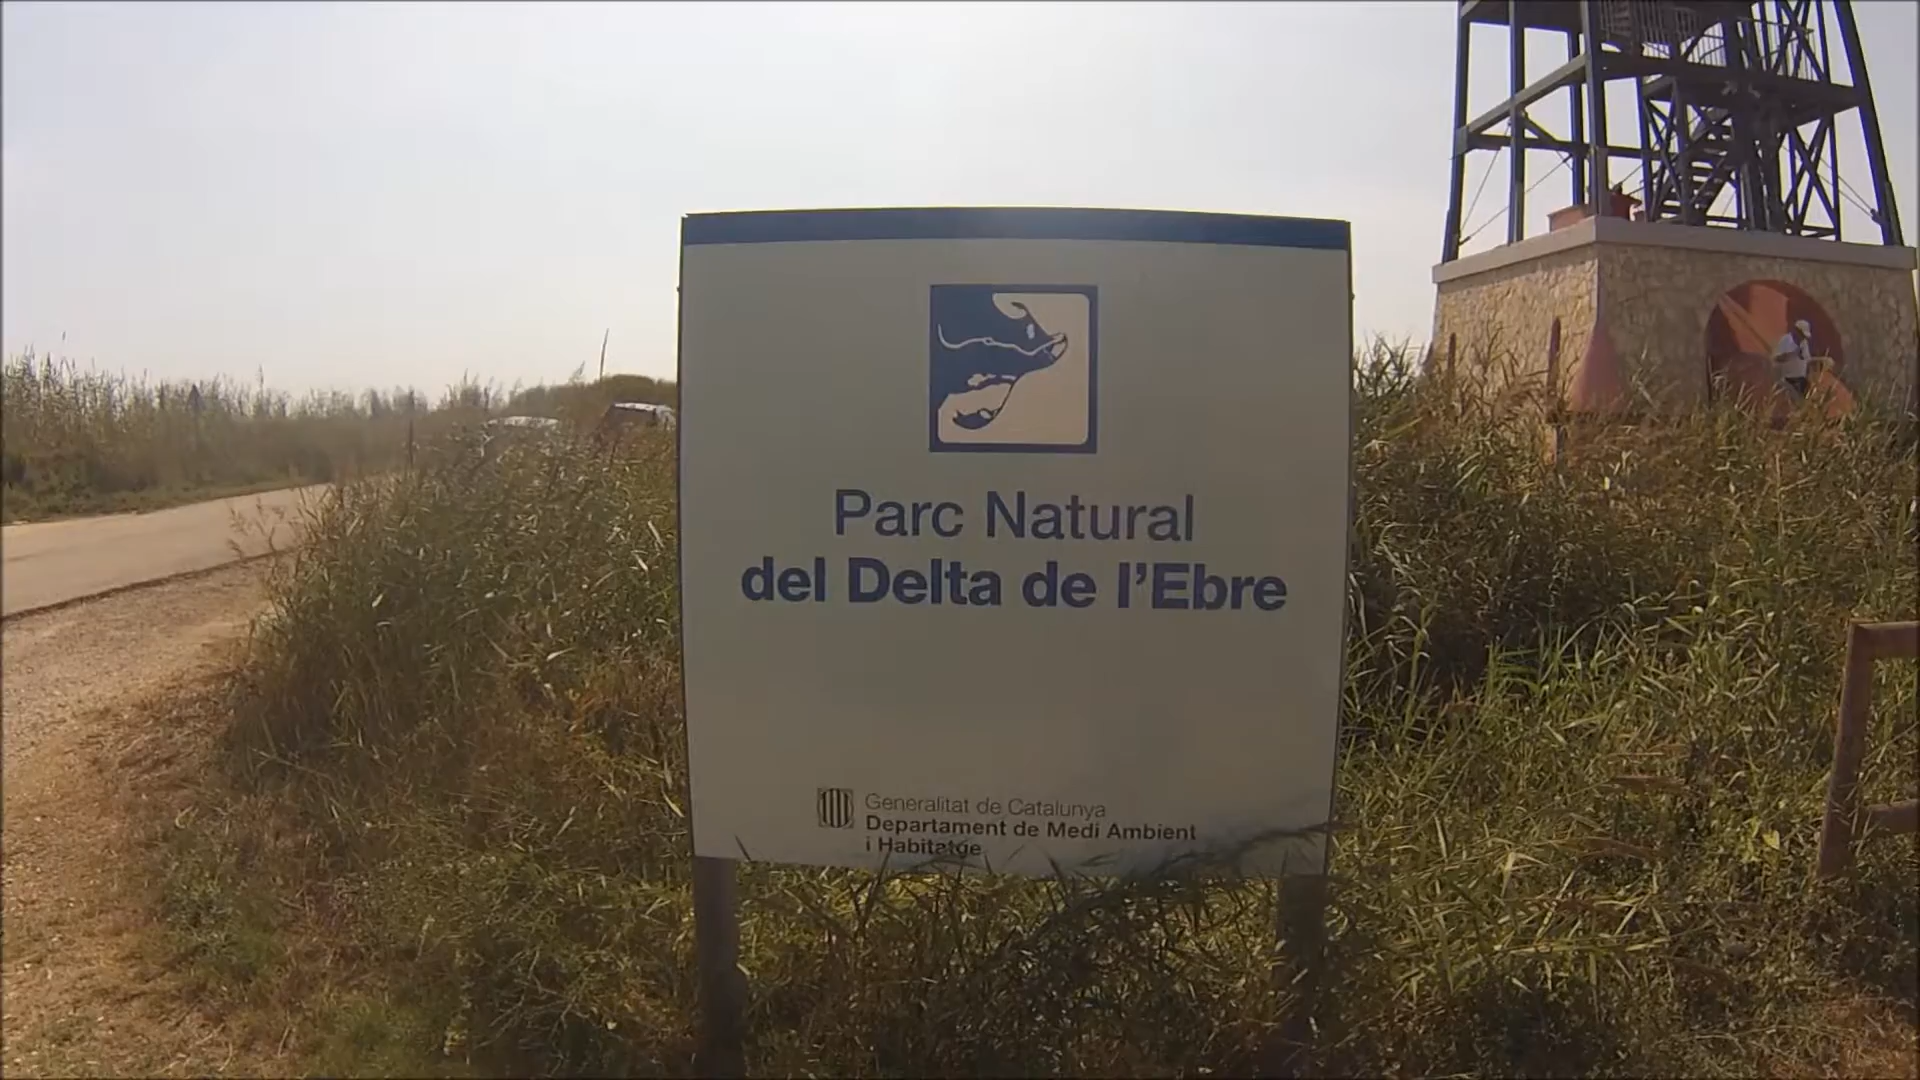 Parc Natural
del Delta de l'Ebre
Generalitat de Catalunya
Departament de Medi Ambient
i Habitatge